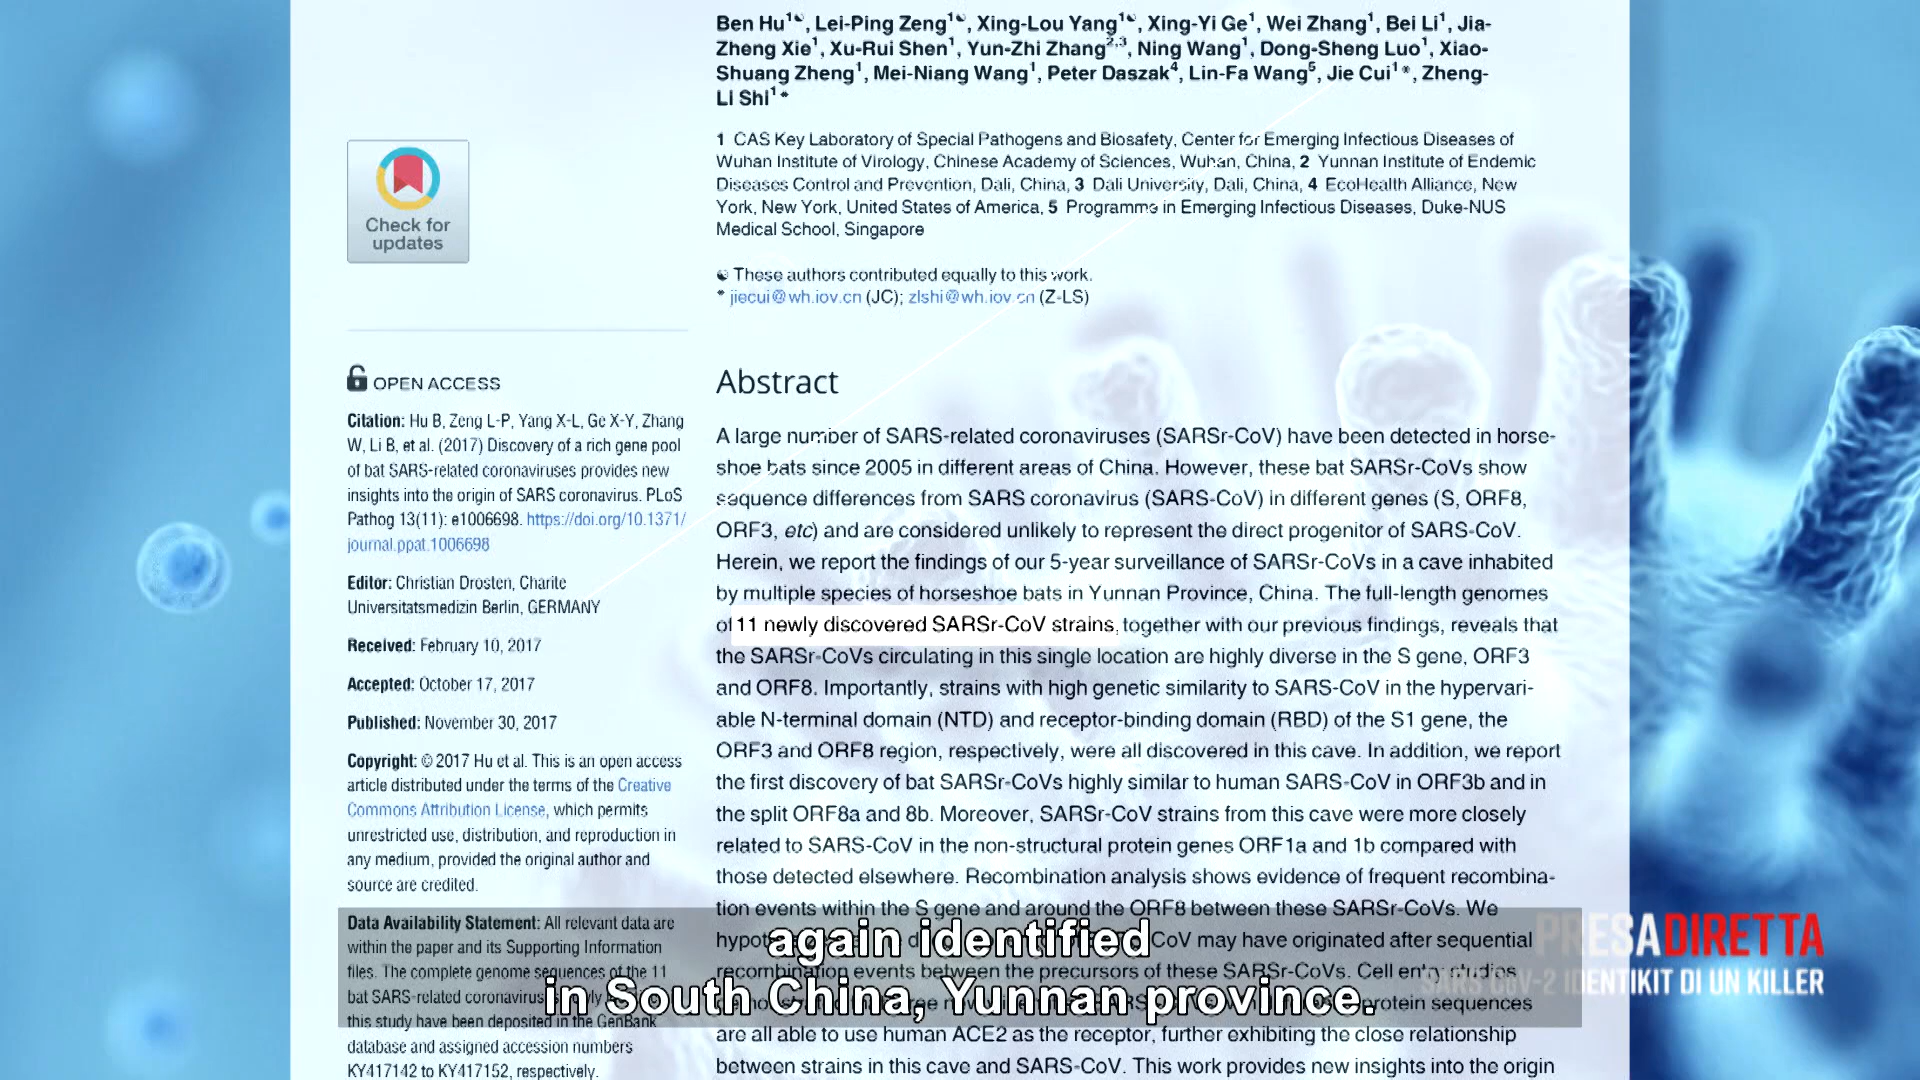 Ben Hu1☯, Lei-Ping Zeng1☯, Xing-Lou Yang1☯, Xing-Yi Ge1, Wei Zhang1, Bei Li1, Jia-
Zheng Xie1, Xu-Rui Shen1, Yun-Zhi Zhang2,3, Ning Wang1, Dong-Sheng Luo1, Xiao-
Shuang Zheng1, Mei-Niang Wang1, Peter Daszak4, Lin-Fa Wang5, Jie Cui1*, Zheng-
Li Shi1*
1 CAS Key Laboratory of Special Pathogens and Biosafety, Center for Emerging Infectious Diseases of
Wuhan Institute of Virology, Chinese Academy of Sciences, Wuhan, China, 2 Yunnan Institute of Endemic
Diseases Control and Prevention, Dali, China, 3 Dali University, Dali, China, 4 EcoHealth Alliance, New
York, New York, United States of America, 5 Programme in Emerging Infectious Diseases, Duke-NUS
Medical School, Singapore
☯ These authors contributed equally to this work.
* jiecui@wh.iov.cn (JC); zlshi@wh.iov.cn (Z-LS)
Check for
updates
OPEN ACCESS
Citation: Hu B, Zeng L-P, Yang X-L, Ge X-Y, Zhang
W, Li B, et al. (2017) Discovery of a rich gene pool
of bat SARS-related coronaviruses provides new
insights into the origin of SARS coronavirus. PLoS
Pathog 13(11): e1006698. https://doi.org/10.1371/
journal.ppat.1006698
Editor: Christian Drosten, Charite
Universitatsmedizin Berlin, GERMANY
Received: February 10, 2017
Accepted: October 17, 2017
Published: November 30, 2017
Copyright: © 2017 Hu et al. This is an open access
article distributed under the terms of the Creative
Commons Attribution License, which permits
unrestricted use, distribution, and reproduction in
any medium, provided the original author and
source are credited.
Data Availability Statement: All relevant data are
within the paper and its Supporting Information
files. The complete genome sequences of the 11
bat SARS-related coronavirus
this study have been deposited in the GenBank
database and assigned accession numbers
KY417142 to KY417152, respectively.
Abstract
A large number of SARS-related coronaviruses (SARSr-CoV) have been detected in horse-
shoe bats since 2005 in different areas of China. However, these bat SARSr-CoVs show
sequence differences from SARS coronavirus (SARS-CoV) in different genes (S, ORF8,
ORF3, etc) and are considered unlikely to represent the direct progenitor of SARS-CoV.
Herein, we report the findings of our 5-year surveillance of SARSr-CoVs in a cave inhabited
by multiple species of horseshoe bats in Yunnan Province, China. The full-length genomes
of 11 newly discovered SARSr-CoV strains, together with our previous findings, reveals that
the SARSr-CoVs circulating in this single location are highly diverse in the S gene, ORF3
and ORF8. Importantly, strains with high genetic similarity to SARS-CoV in the hypervari-
able N-terminal domain (NTD) and receptor-binding domain (RBD) of the S1 gene, the
ORF3 and ORF8 region, respectively, were all discovered in this cave. In addition, we report
the first discovery of bat SARSr-CoVs highly similar to human SARS-CoV in ORF3b and in
the split ORF8a and 8b. Moreover, SARSr-CoV strains from this cave were more closely
related to SARS-CoV in the non-structural protein genes ORF1a and 1b compared with
those detected elsewhere. Recombination analysis shows evidence of frequent recombina-
tion events within the S gene and around the ORF8 between these SARSr-CoVs. We
CoV may have originated after sequential
recombination events between the precursors of these SARSr-CoVs. Cell entry studies
protein sequences
are all able to use human ACE2 as the receptor, further exhibiting the close relationship
between strains in this cave and SARS-CoV. This work provides new insights into the origin
again identified
in South China, Yunnan province.
PRESADIRETTA
SARS CoV-2 IDENTIKIT DI UN KILLER